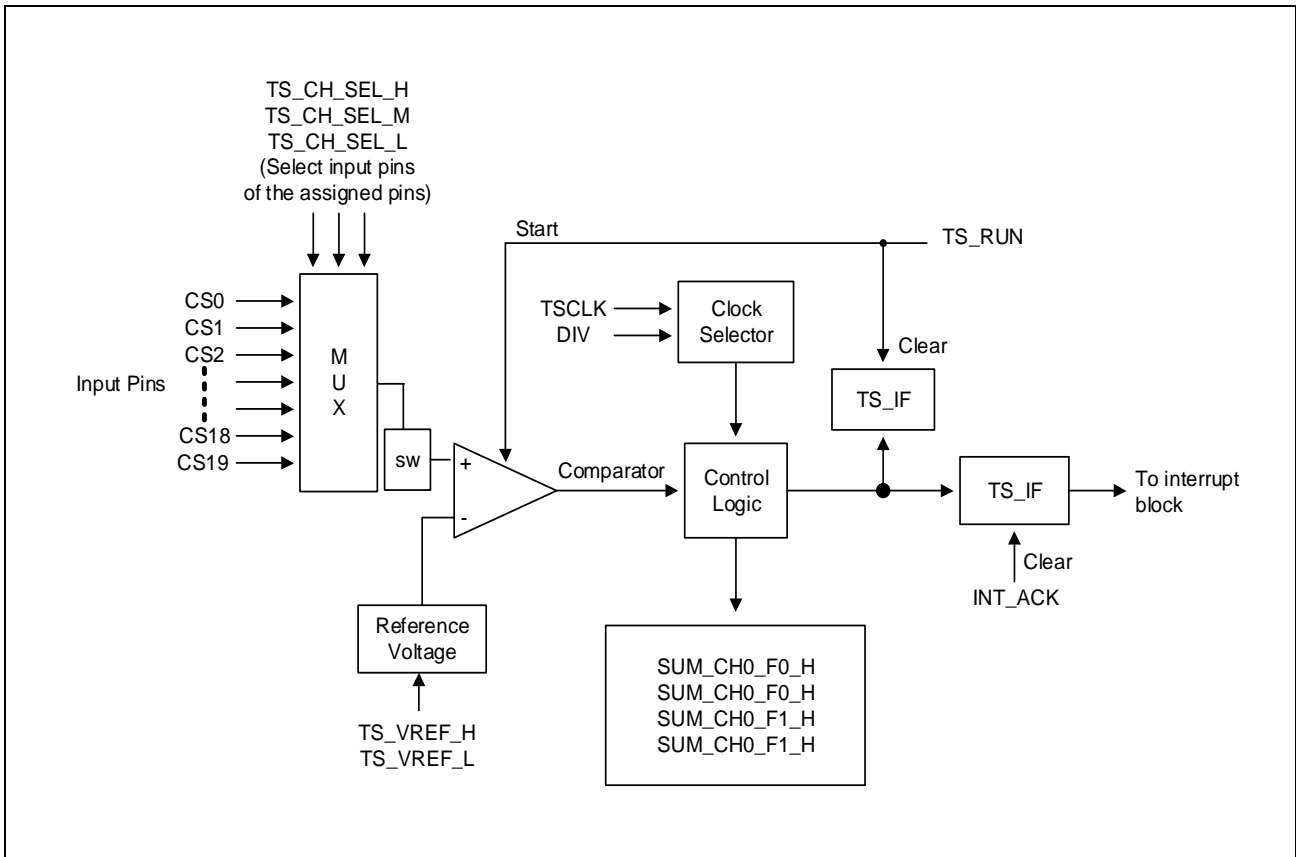 TS_CH_SEL_H
TS_CH_SEL_M
TS_CH_SEL_L
(Select input pins
of the assigned pins)
Start
TS_RUN
CS0
CS1
CS2
Input Pins
CS18
CS19
M
U
X
sw
+
-
TSCLK
DIV
Clock
Selector
Clear
TS_IF
Comparator
Control
Logic
TS_IF
To interrupt
block
Clear
INT_ACK
Reference
Voltage
TS_VREF_H
TS_VREF_L
SUM_CH0_F0_H
SUM_CH0_F0_H
SUM_CH0_F1_H
SUM_CH0_F1_H